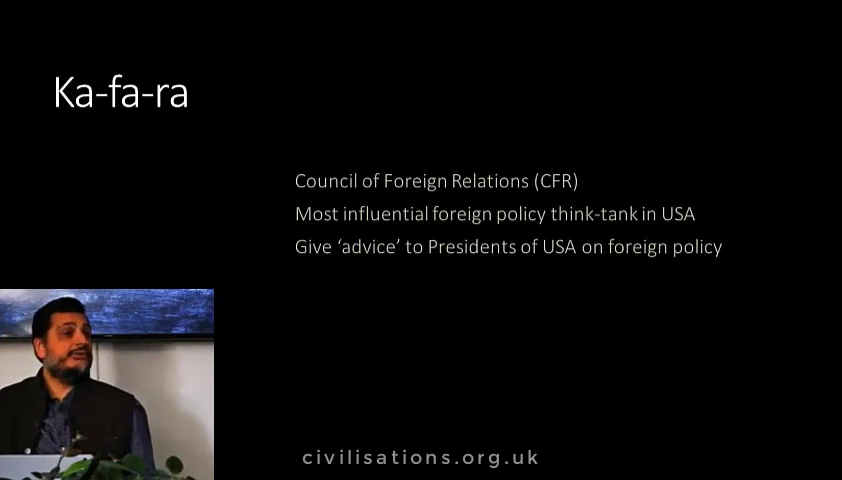 Ka-fa-ra
Council of Foreign Relations (CFR)
Most influential foreign policy think-tank in USA
Give ‘advice’ to Presidents of USA on foreign policy
civilisations.org.uk